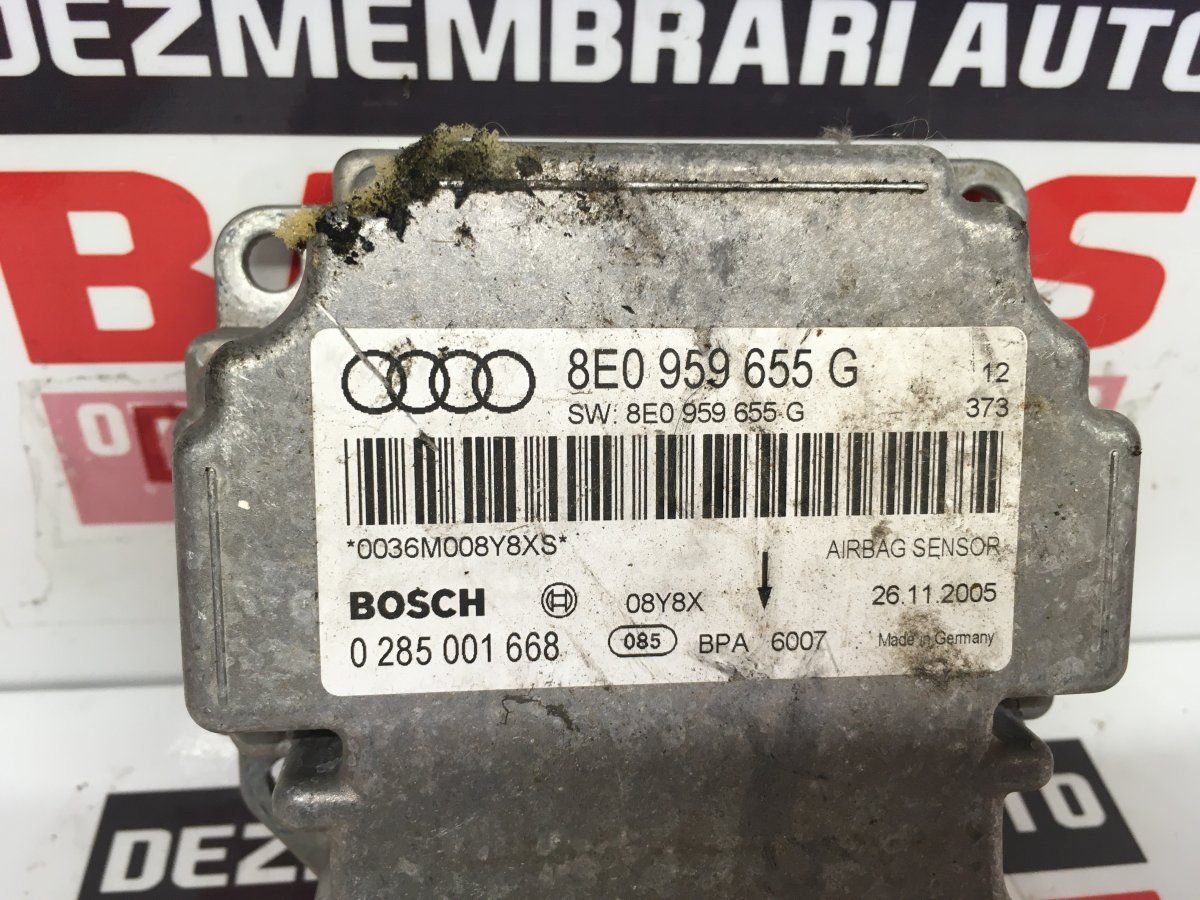 DEZMEMBRARI AUTO
8E0 959 655 G
12
SW: 8E0 959 655 G
373
*0036M008Y8XS*
AIRBAG SENSOR
BOSCH
08Y8X
26.11.2005
0 285 001 668
085
BPA 6007
Made in Germany